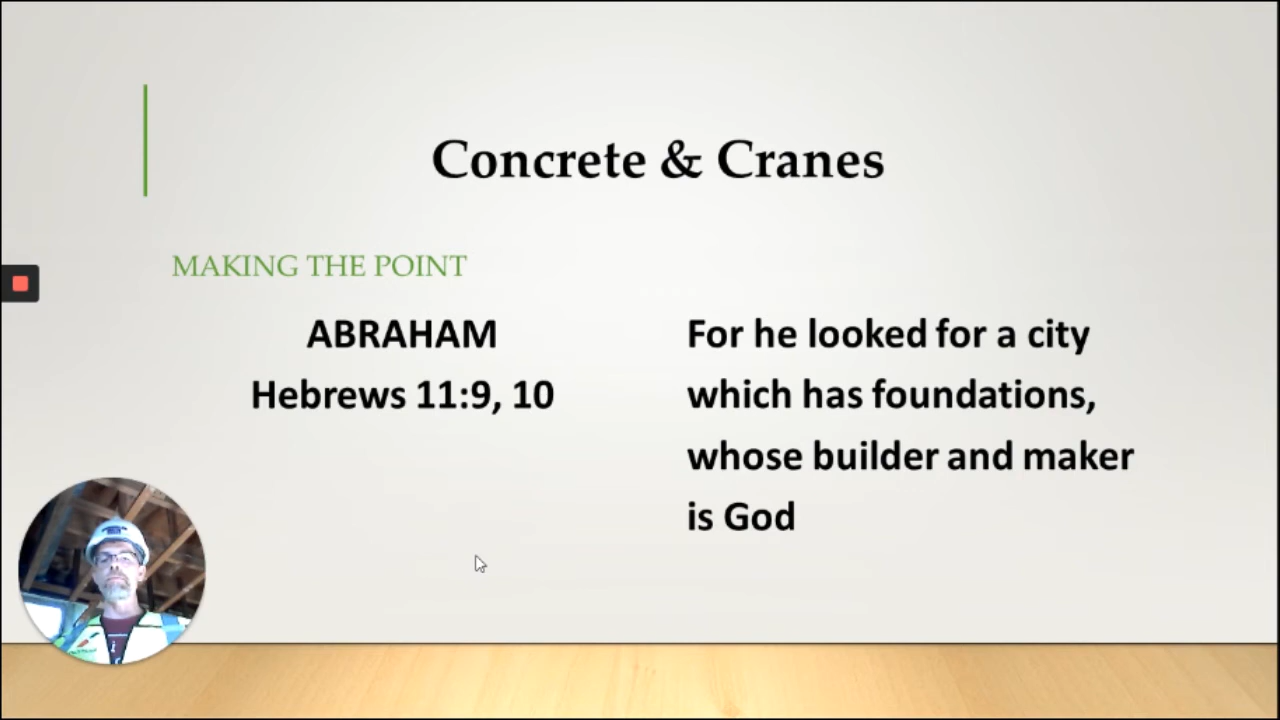 Concrete & Cranes
MAKING THE POINT
ABRAHAM
Hebrews 11:9, 10
For he looked for a city
which has foundations,
whose builder and maker
is God